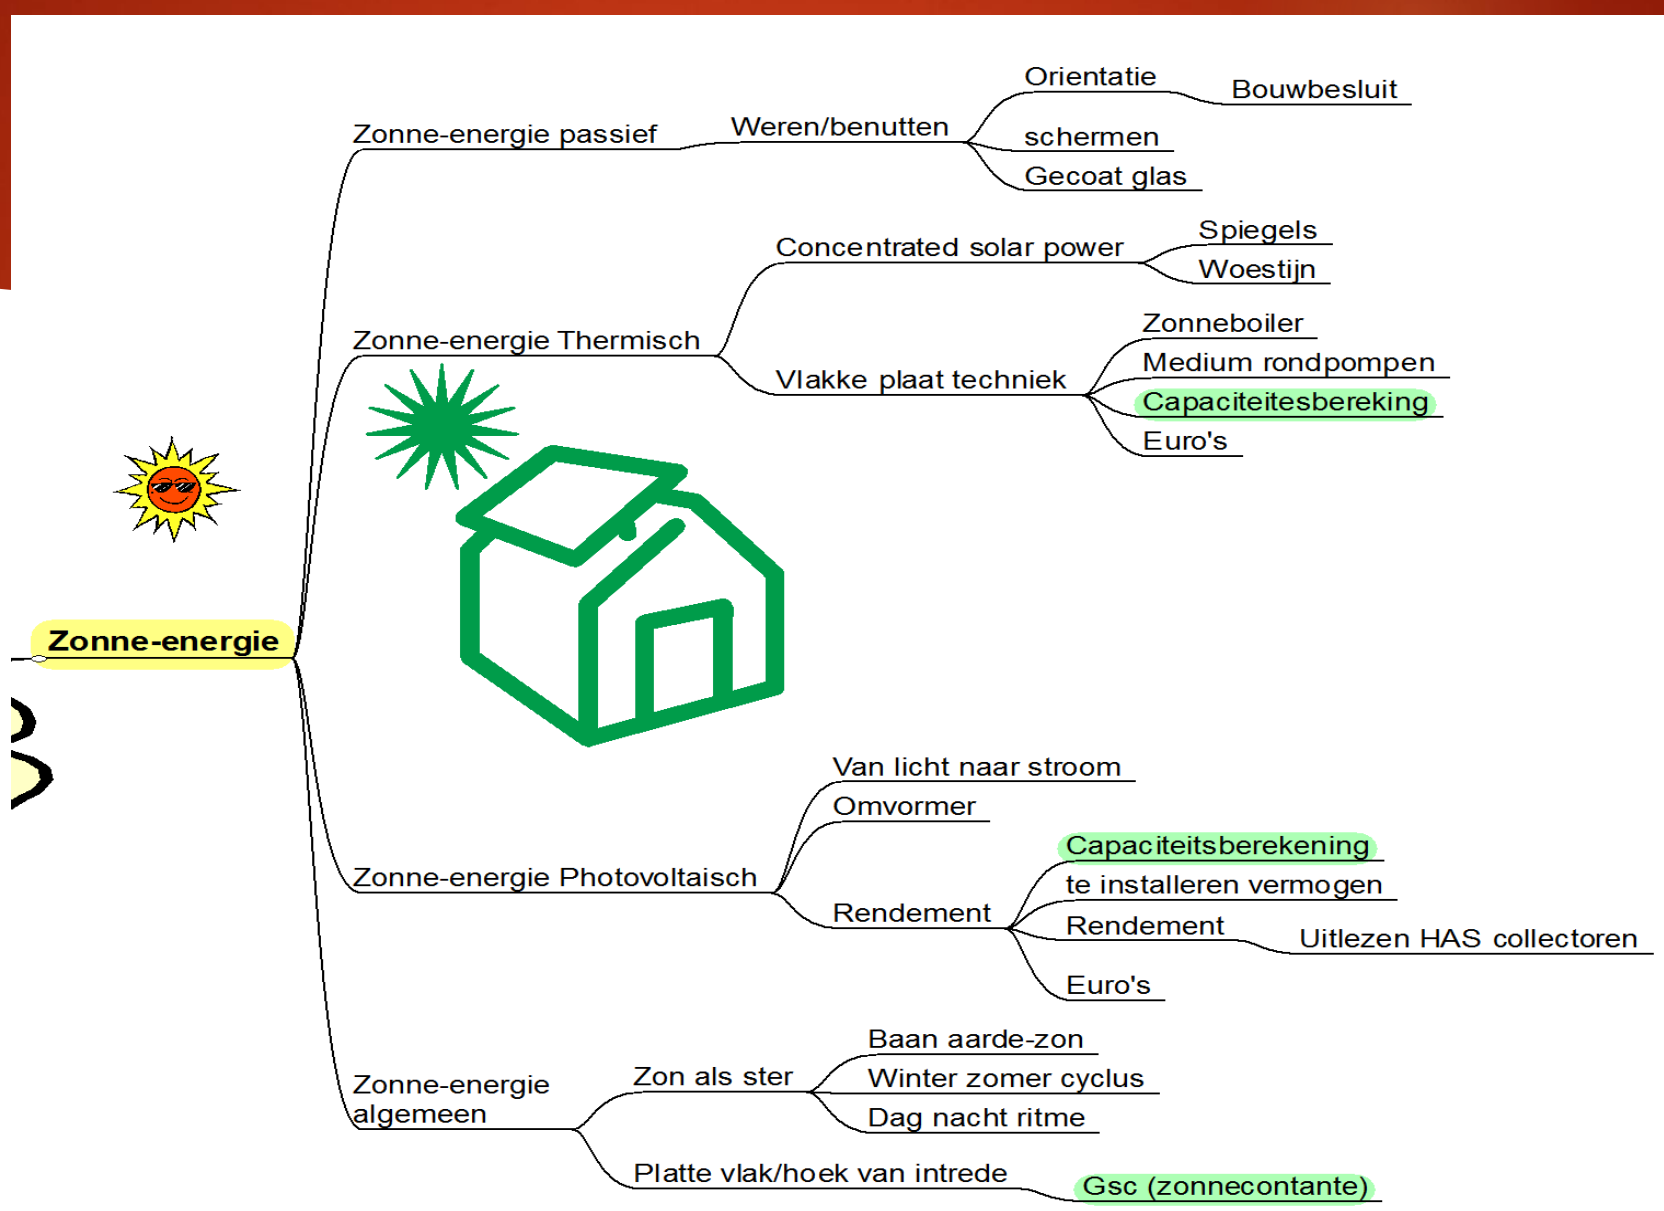 Orientatie
Bouwbesluit
Zonne-energie passief
Weren/benutten
schermen
Gecoat glas
Spiegels
Concentrated solar power
Woestijn
Zonneboiler
Zonne-energie Thermisch
Medium rondpompen
Vlakke plaat techniek
Capaciteitesbereking
Euro's
Zonne-energie
Van licht naar stroom
Omvormer
Capaciteitsberekening
Zonne-energie Photovoltaisch
te installeren vermogen
Rendement
Rendement
Uitlezen HAS collectoren
Euro's
Baan aarde-zon
Zonne-energie
algemeen
Zon als ster
Winter zomer cyclus
Dag nacht ritme
Platte vlak/hoek van intrede
Gsc (zonnecontante)